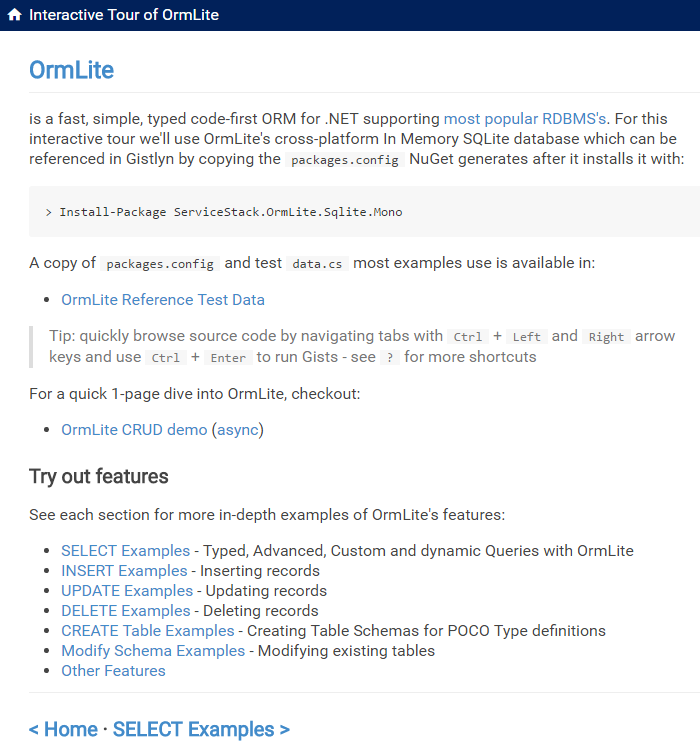 Interactive Tour of OrmLite
OrmLite
is a fast, simple, typed code-first ORM for .NET supporting most popular RDBMS's. For this
interactive tour we'll use OrmLite's cross-platform In Memory SQLite database which can be
referenced in Gistlyn by copying the packages.config NuGet generates after it installs it with:
> Install-Package ServiceStack.OrmLite.Sqlite.Mono
A copy of packages.config and test data.cs most examples use is available in:
• OrmLite Reference Test Data
Tip: quickly browse source code by navigating tabs with Ctrl + Left and Right arrow
keys and use Ctrl + Enter to run Gists - see ? for more shortcuts
For a quick 1-page dive into OrmLite, checkout:
• OrmLite CRUD demo (async)
Try out features
See each section for more in-depth examples of OrmLite's features:
• SELECT Examples - Typed, Advanced, Custom and dynamic Queries with OrmLite
• INSERT Examples - Inserting records
• UPDATE Examples - Updating records
• DELETE Examples - Deleting records
• CREATE Table Examples - Creating Table Schemas for POCO Type definitions
• Modify Schema Examples - Modifying existing tables
• Other Features
< Home · SELECT Examples >